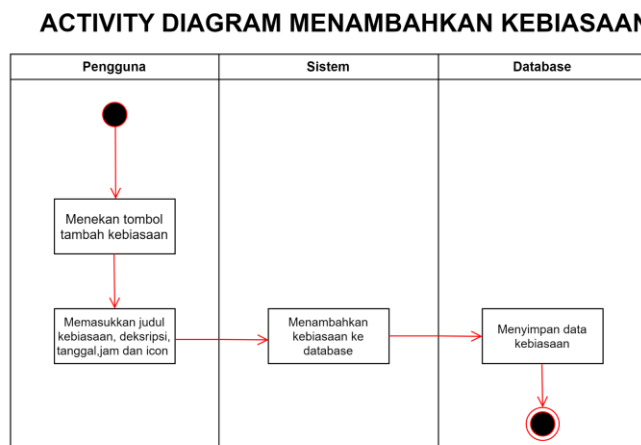 ACTIVITY DIAGRAM MENAMBAHKAN KEBIASAAN
Pengguna
Sistem
Database
Menekan tombol
tambah kebiasaan
Memasukkan judul
kebiasaan, deksripsi,
tanggal,jam dan icon
Menambahkan
kebiasaan ke
database
Menyimpan data
kebiasaan